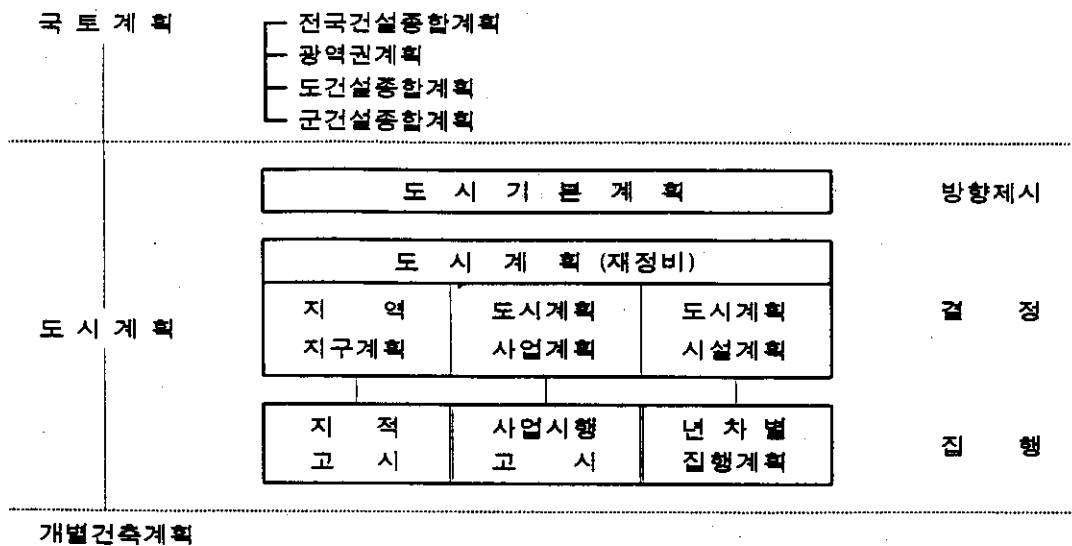 국 토 계 획
전국건설종합계획
광역권계획
도건설종합계획
군건설종합계획
도 시 기 본 계 획
방향제시
도 시 계 획 (재정비)
지 역 도시계획 도시계획
지구계획 사업계획 시설계획
결 정
도 시 계 획
지 적 사업시행 년 차 별
고 시 고 시 집행계획
집 행
개별건축계획